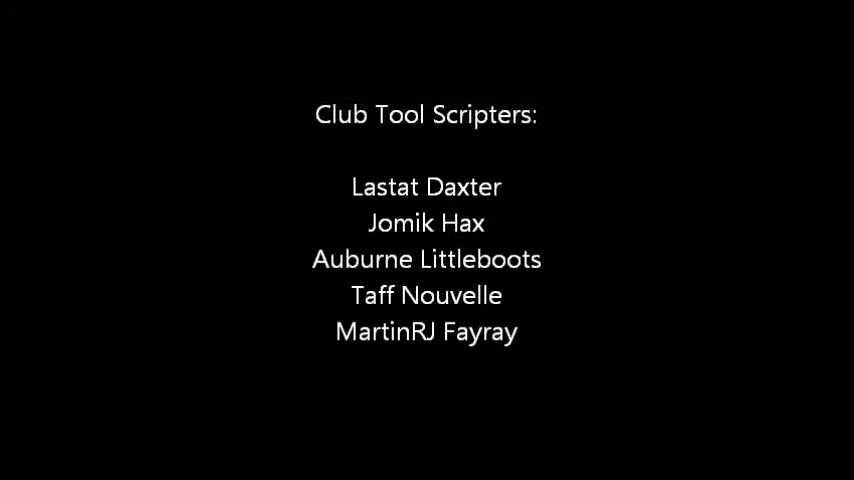 Club Tool Scripters:
Lastat Daxter
Jomik Hax
Auburne Littleboots
Taff Nouvelle
MartinRJ Fayray